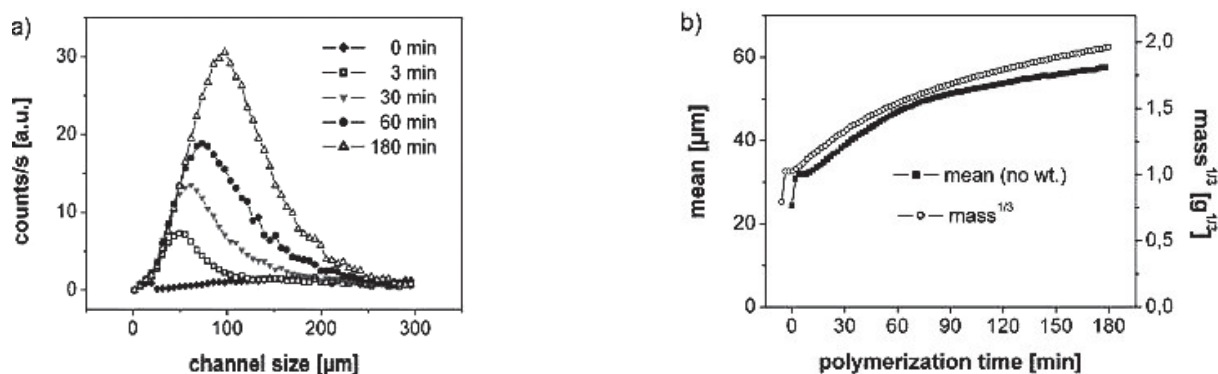 a)
30
20
10
0
counts/s [a.u.]
0 min
3 min
30 min
60 min
180 min
0 100 200 300
channel size [µm]
b)
60
40
20
0
mean [µm]
mean (no wt.)
mass1/3
2,0
1,5
1,0
0,5
0,0
mass1/3 [g1/3]
0 30 60 90 120 150 180
polymerization time [min]